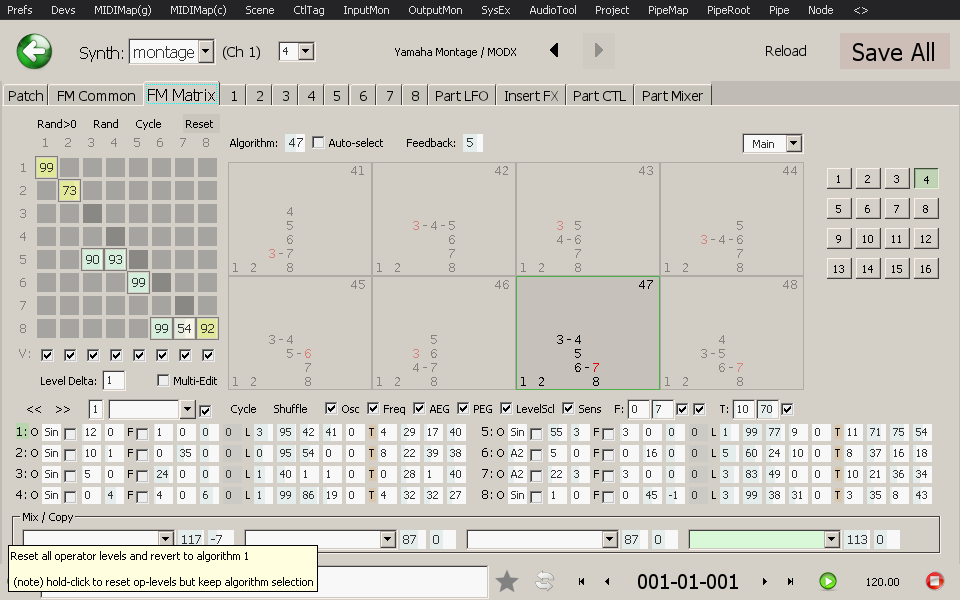 Prefs Devs MIDIMap(g) MIDIMap(c) Scene CtlTag InputMon OutputMon SysEx AudioTool Project PipeMap PipeRoot Pipe Node <>
Synth: montage (Ch 1) 4 Yamaha Montage / MODX Reload Save All
Patch FM Common FM Matrix 1 2 3 4 5 6 7 8 Part LFO Insert FX Part CTL Part Mixer
Rand>0 Rand Cycle Reset
1 2 3 4 5 6 7 8
Algorithm: 47 Auto-select Feedback: 5 Main
1 99
2 73
3
4
5 90 93
6 99
7
8 99 54 92
V:
Level Delta: 1 Multi-Edit
41 42 43 44
4
5 3-4-5 3 5 5
6 6 4-6 3-4-6
3-7 7 7 7
1 2 8 1 2 8 1 2 8 1 2 8
45 46 47 48
3-4 5 3-4 4
5-6 3 6 5 3-5
7 4-7 6-7 6-7
1 2 8 1 2 8 1 2 8 1 2 8
1 2 3 4
5 6 7 8
9 10 11 12
13 14 15 16
<< >> 1 Cycle Shuffle Osc Freq AEG PEG LevelScl Sens F: 0 7 T: 10 70
1: O Sin 12 0 F 1 0 0 0 L 3 95 42 41 0 T 4 29 17 40
2: O Sin 10 1 F 0 35 0 0 L 0 95 54 0 0 T 8 22 39 38
3: O Sin 5 0 F 24 0 0 0 L 1 40 1 1 0 T 0 28 1 40
4: O Sin 0 4 F 4 0 6 0 L 1 99 86 19 0 T 4 32 32 27
5: O Sin 55 3 F 3 0 0 0 L 1 99 77 9 0 T 11 71 75 54
6: O A2 5 0 F 0 16 0 0 L 5 60 24 10 0 T 8 37 16 18
7: O A2 22 3 F 3 0 0 0 L 3 83 49 0 0 T 10 21 36 34
8: O Sin 1 0 F 0 45 -1 0 L 3 99 38 31 0 T 3 35 8 43
Mix / Copy
117 -7 87 0 87 0 113 0
Reset all operator levels and revert to algorithm 1
(note) hold-click to reset op-levels but keep algorithm selection
001-01-001 120.00